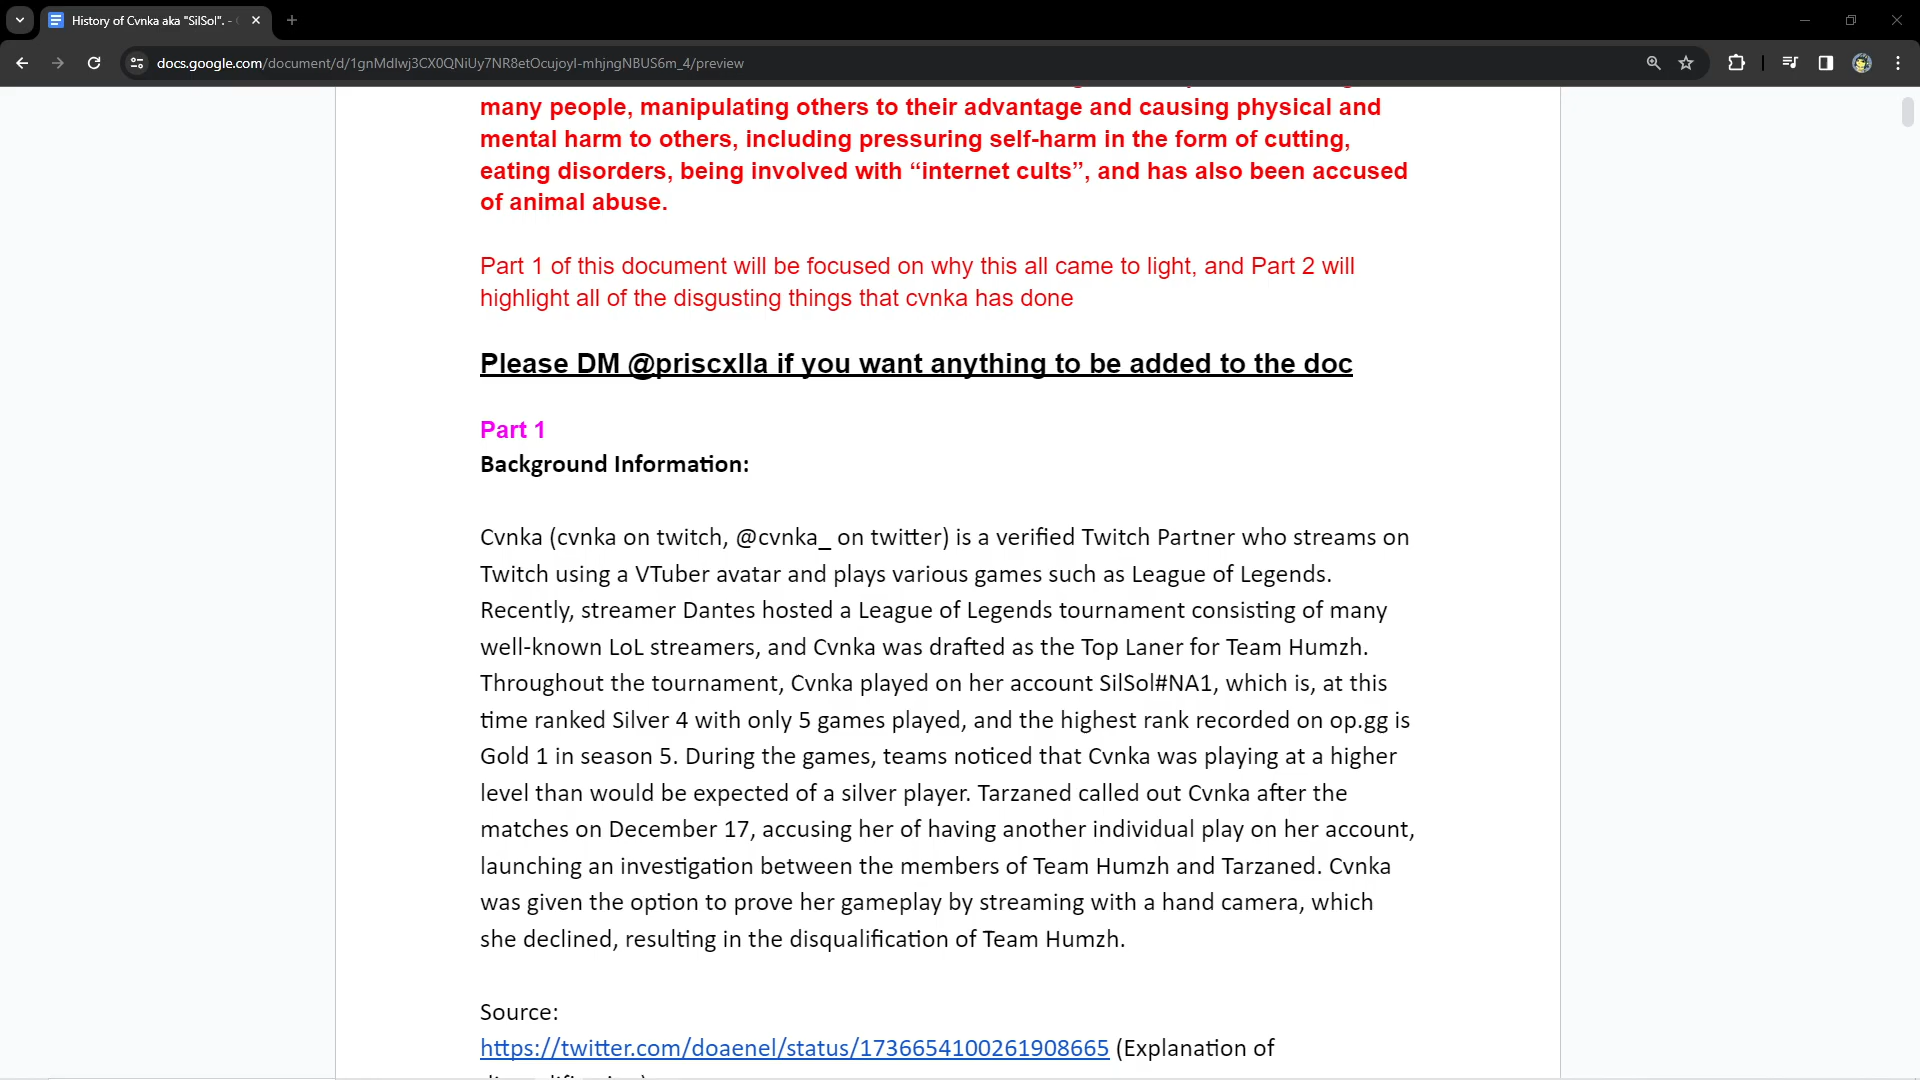 History of Cvnka aka "SilSol". -
docs.google.com/document/d/1gnMdlwj3CX0QNiUy7NR8etOcujoyI-mhjngNBUS6m_4/preview
many people, manipulating others to their advantage and causing physical and
mental harm to others, including pressuring self-harm in the form of cutting,
eating disorders, being involved with “internet cults”, and has also been accused
of animal abuse.
Part 1 of this document will be focused on why this all came to light, and Part 2 will
highlight all of the disgusting things that cvnka has done
Please DM @priscxlla if you want anything to be added to the doc
Part 1
Background Information:
Cvnka (cvnka on twitch, @cvnka_ on twitter) is a verified Twitch Partner who streams on
Twitch using a VTuber avatar and plays various games such as League of Legends.
Recently, streamer Dantes hosted a League of Legends tournament consisting of many
well-known LoL streamers, and Cvnka was drafted as the Top Laner for Team Humzh.
Throughout the tournament, Cvnka played on her account SilSol#NA1, which is, at this
time ranked Silver 4 with only 5 games played, and the highest rank recorded on op.gg is
Gold 1 in season 5. During the games, teams noticed that Cvnka was playing at a higher
level than would be expected of a silver player. Tarzaned called out Cvnka after the
matches on December 17, accusing her of having another individual play on her account,
launching an investigation between the members of Team Humzh and Tarzaned. Cvnka
was given the option to prove her gameplay by streaming with a hand camera, which
she declined, resulting in the disqualification of Team Humzh.
Source:
https://twitter.com/doaenel/status/1736654100261908665 (Explanation of